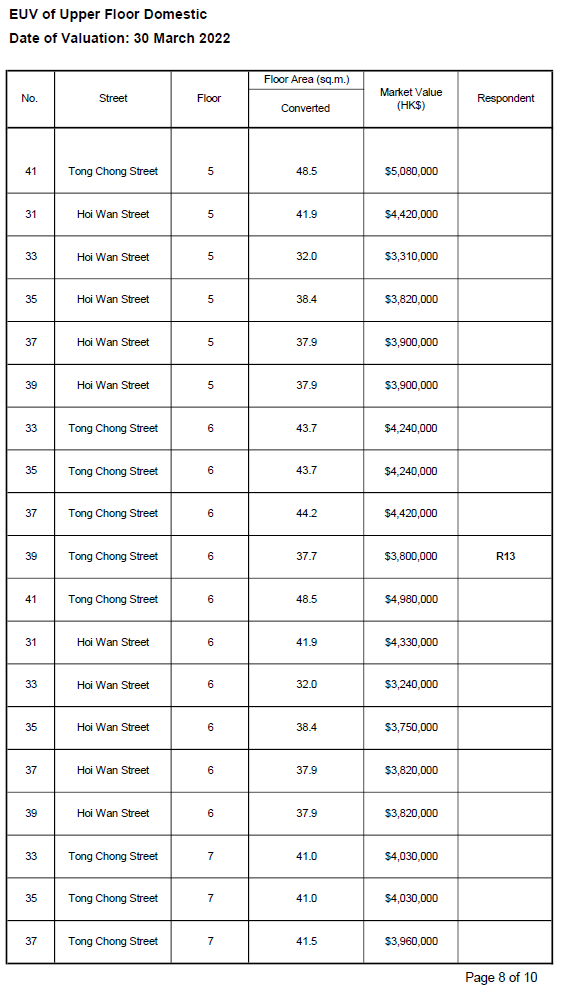 EUV of Upper Floor Domestic
Date of Valuation: 30 March 2022
No. Street Floor Floor Area (sq.m.) Converted Market Value (HK$) Respondent
41 Tong Chong Street 5 48.5 $5,080,000
31 Hoi Wan Street 5 41.9 $4,420,000
33 Hoi Wan Street 5 32.0 $3,310,000
35 Hoi Wan Street 5 38.4 $3,820,000
37 Hoi Wan Street 5 37.9 $3,900,000
39 Hoi Wan Street 5 37.9 $3,900,000
33 Tong Chong Street 6 43.7 $4,240,000
35 Tong Chong Street 6 43.7 $4,240,000
37 Tong Chong Street 6 44.2 $4,420,000
39 Tong Chong Street 6 37.7 $3,800,000 R13
41 Tong Chong Street 6 48.5 $4,980,000
31 Hoi Wan Street 6 41.9 $4,330,000
33 Hoi Wan Street 6 32.0 $3,240,000
35 Hoi Wan Street 6 38.4 $3,750,000
37 Hoi Wan Street 6 37.9 $3,820,000
39 Hoi Wan Street 6 37.9 $3,820,000
33 Tong Chong Street 7 41.0 $4,030,000
35 Tong Chong Street 7 41.0 $4,030,000
37 Tong Chong Street 7 41.5 $3,960,000
Page 8 of 10